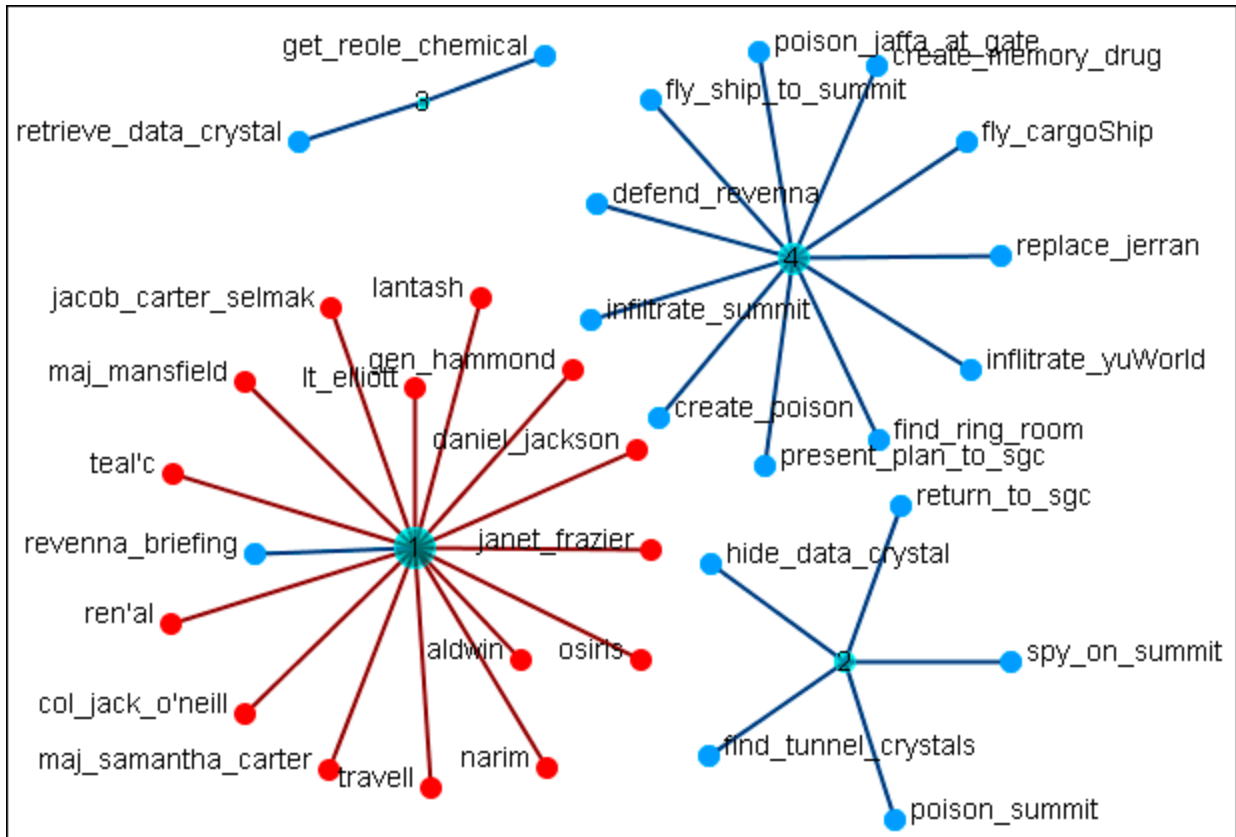 get_reole_chemical
3
retrieve_data_crystal
poison_jaffa_at_gate
create_memory_drug
fly_ship_to_summit
fly_cargoShip
defend_revenna
replace_jerran
4
infiltrate_summit
inflitrate_yuWorld
create_poison
find_ring_room
present_plan_to_sgc
jacob_carter_selmak
lantash
maj_mansfield
gen_hammond
lt_elliott
daniel_jackson
teal'c
revenna_briefing
1
janet_frazier
ren'al
aldwin
osiris
col_jack_o'neill
maj_samantha_carter
travell
narim
return_to_sgc
hide_data_crystal
2
spy_on_summit
find_tunnel_crystals
poison_summit